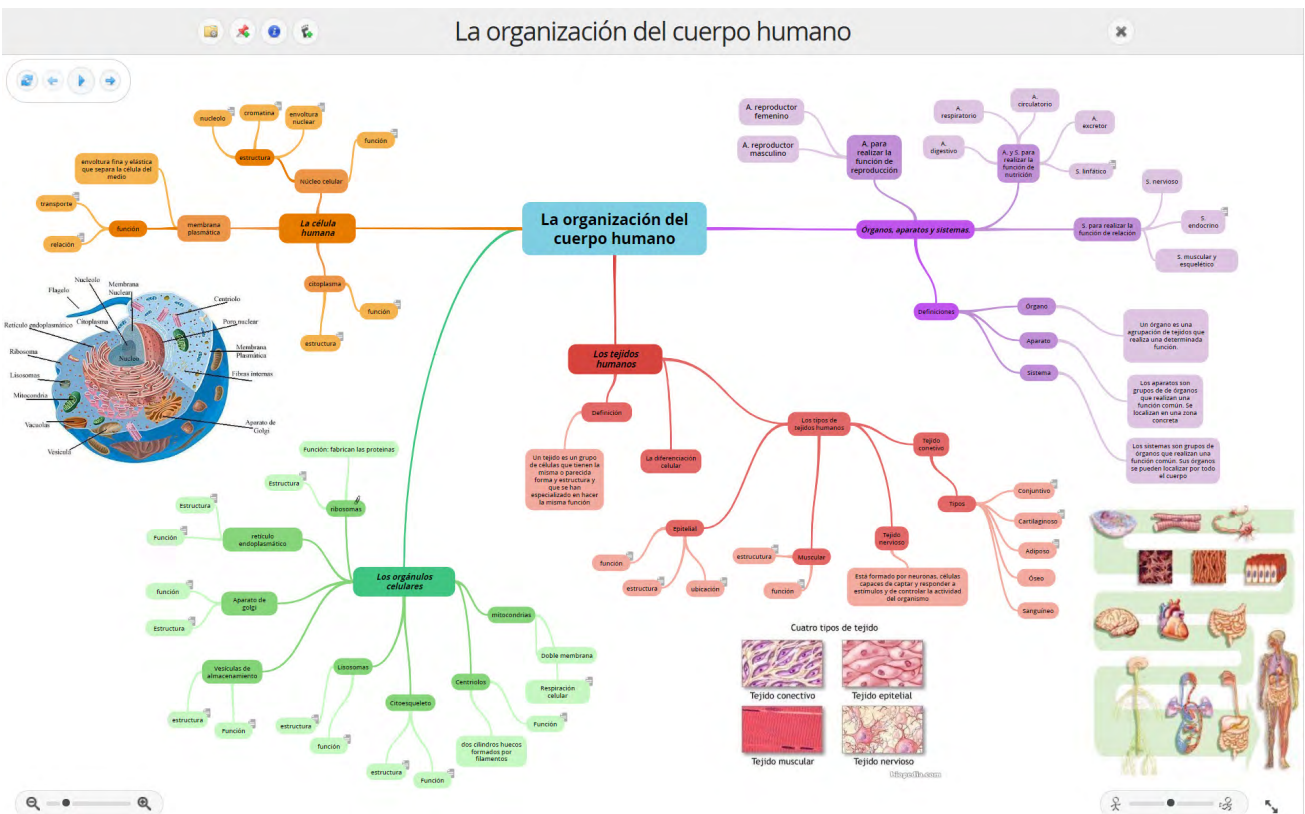 La organización del cuerpo humano
La organización del
cuerpo humano
La célula
humana
Núcleo celular
estructura
nucleolo
cromatina
envoltura
nuclear
función
membrana
plasmática
envoltura fina y elástica
que separa la célula del
medio
función
transporte
relación
citoplasma
función
estructura
Nucleolo
Membrana
Nuclear
Flagelo
Centriolo
Retículo endoplasmático
Citoplasma
Poro nuclear
Ribosoma
Núcleo
Membrana
Plasmática
Lisosomas
Fibras internas
Mitocondria
Vacuolas
Aparato de
Golgi
Vesícula
Los orgánulos
celulares
Función: fabrican las proteinas
Estructura
ribosomas
Estructura
Función
retículo
endoplasmático
función
Estructura
Aparato de
golgi
Vesículas de
almacenamiento
estructura
Función
Lisosomas
estructura
función
Citoesqueleto
estructura
Función
Centriolos
Función
dos cilindros huecos
formados por
filamentos
mitocondrias
Doble membrana
Respiración
celular
Los tejidos
humanos
Definición
Un tejido es un grupo
de células que tienen la
misma o parecida
forma y estructura y
que se han
especializado en hacer
la misma función
La diferenciación
celular
Los tipos de
tejidos humanos
Epitelial
función
estructura
ubicación
Muscular
estrucutura
función
Tejido
nervioso
Está formado por neuronas, células
capaces de captar y responder a
estímulos y de controlar la actividad
del organismo
Tejido
conetivo
Tipos
Conjuntivo
Cartilaginoso
Adiposo
Óseo
Sanguíneo
Cuatro tipos de tejido
Tejido conectivo
Tejido epitelial
Tejido muscular
Tejido nervioso
Órganos, aparatos y sistemas.
A. para
realizar la
función de
reproducción
A. reproductor
femenino
A. reproductor
masculino
A. y S. para
realizar la
función de
nutrición
A.
digestivo
A.
respiratorio
A.
circulatorio
A.
excretor
S. linfático
S. para realizar la
función de relación
S. nervioso
S.
endocrino
S. muscular y
esquelético
Definiciones
Órgano
Un órgano es una
agrupación de tejidos que
realiza una determinada
función.
Aparato
Los aparatos son
grupos de de órganos
que realizan una
función común. Se
localizan en una zona
concreta
Sistema
Los sistemas son grupos de
órganos que realizan una
función común. Sus órganos
se pueden localizar por todo
el cuerpo